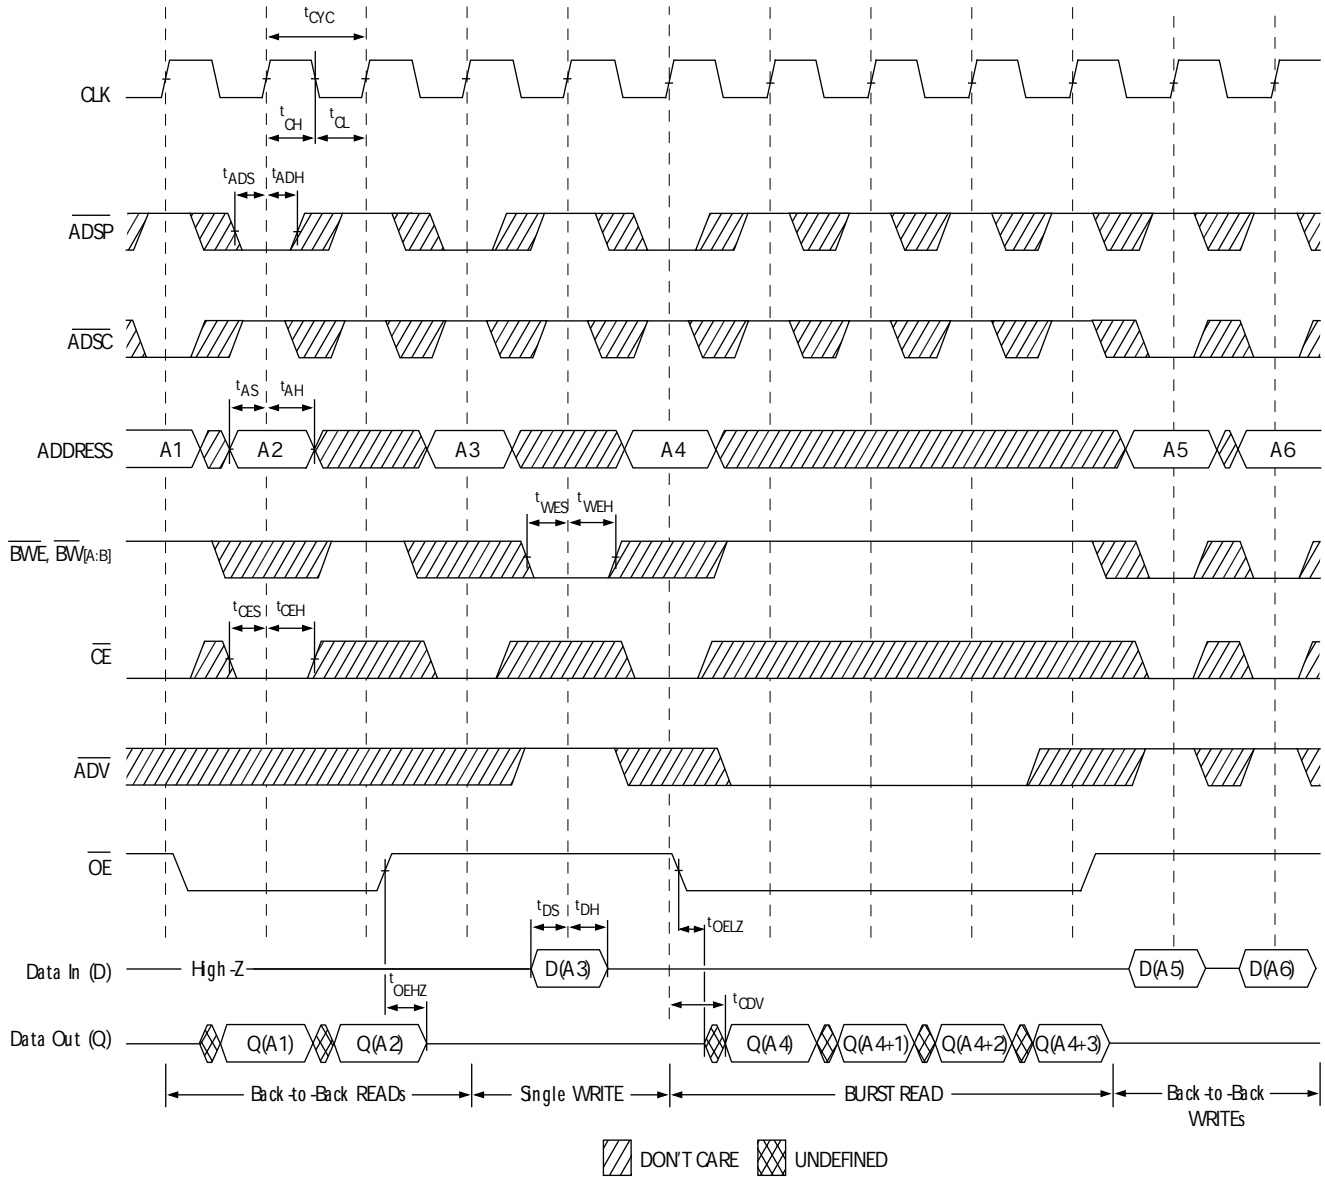 tCYC
CLK
tCH
tCL
tADS
tADH
ADSP
ADSC
tAS
tAH
ADDRESS
A1
A2
A3
A4
A5
A6
tWES
tWEH
BWE, BW[A:B]
tCES
tCEH
CE
ADV
OE
tDS
tDH
tOELZ
Data In (D)
High-Z
D(A3)
D(A5)
D(A6)
tOEHZ
tCDV
Data Out (Q)
Q(A1)
Q(A2)
Q(A4)
Q(A4+1)
Q(A4+2)
Q(A4+3)
Back-to-Back READs
Single WRITE
BURST READ
Back-to-Back
WRITEs
DON'T CARE
UNDEFINED